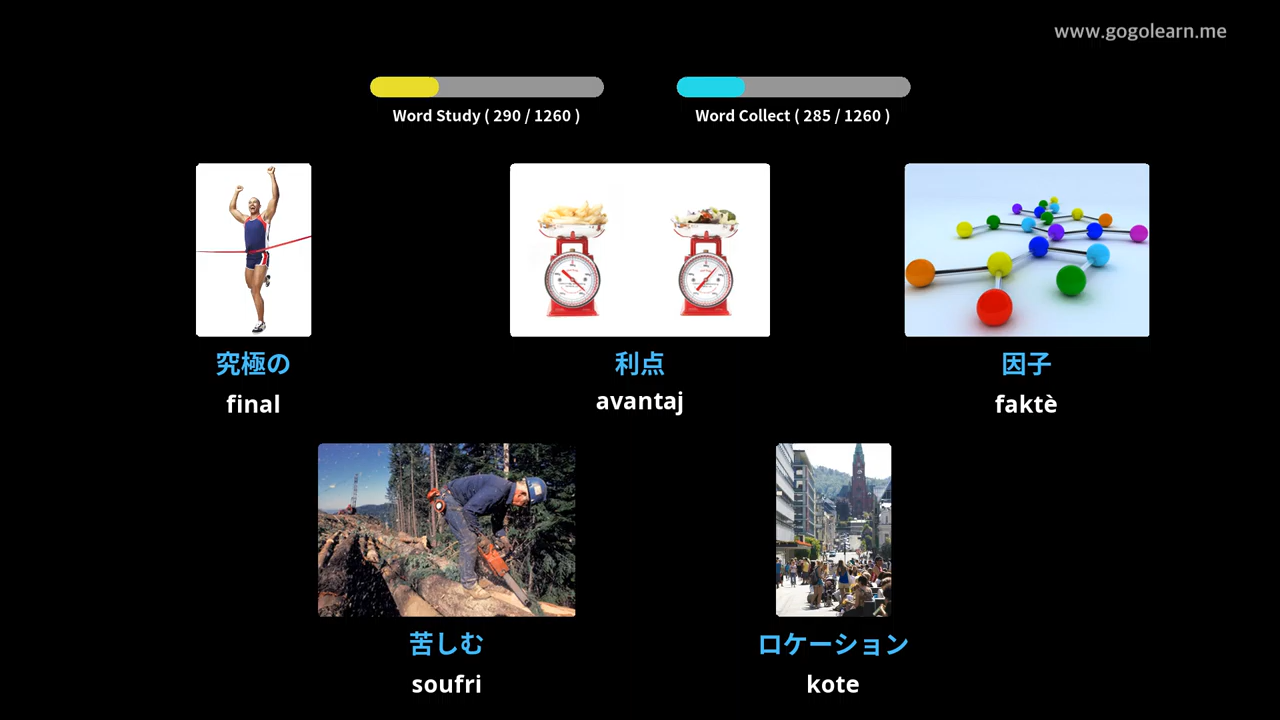 www.gogolearn.me
Word Study ( 290 / 1260 )
Word Collect ( 285 / 1260 )
究極の
final
利点
avantaj
因子
faktè
苦しむ
soufri
ロケーション
kote